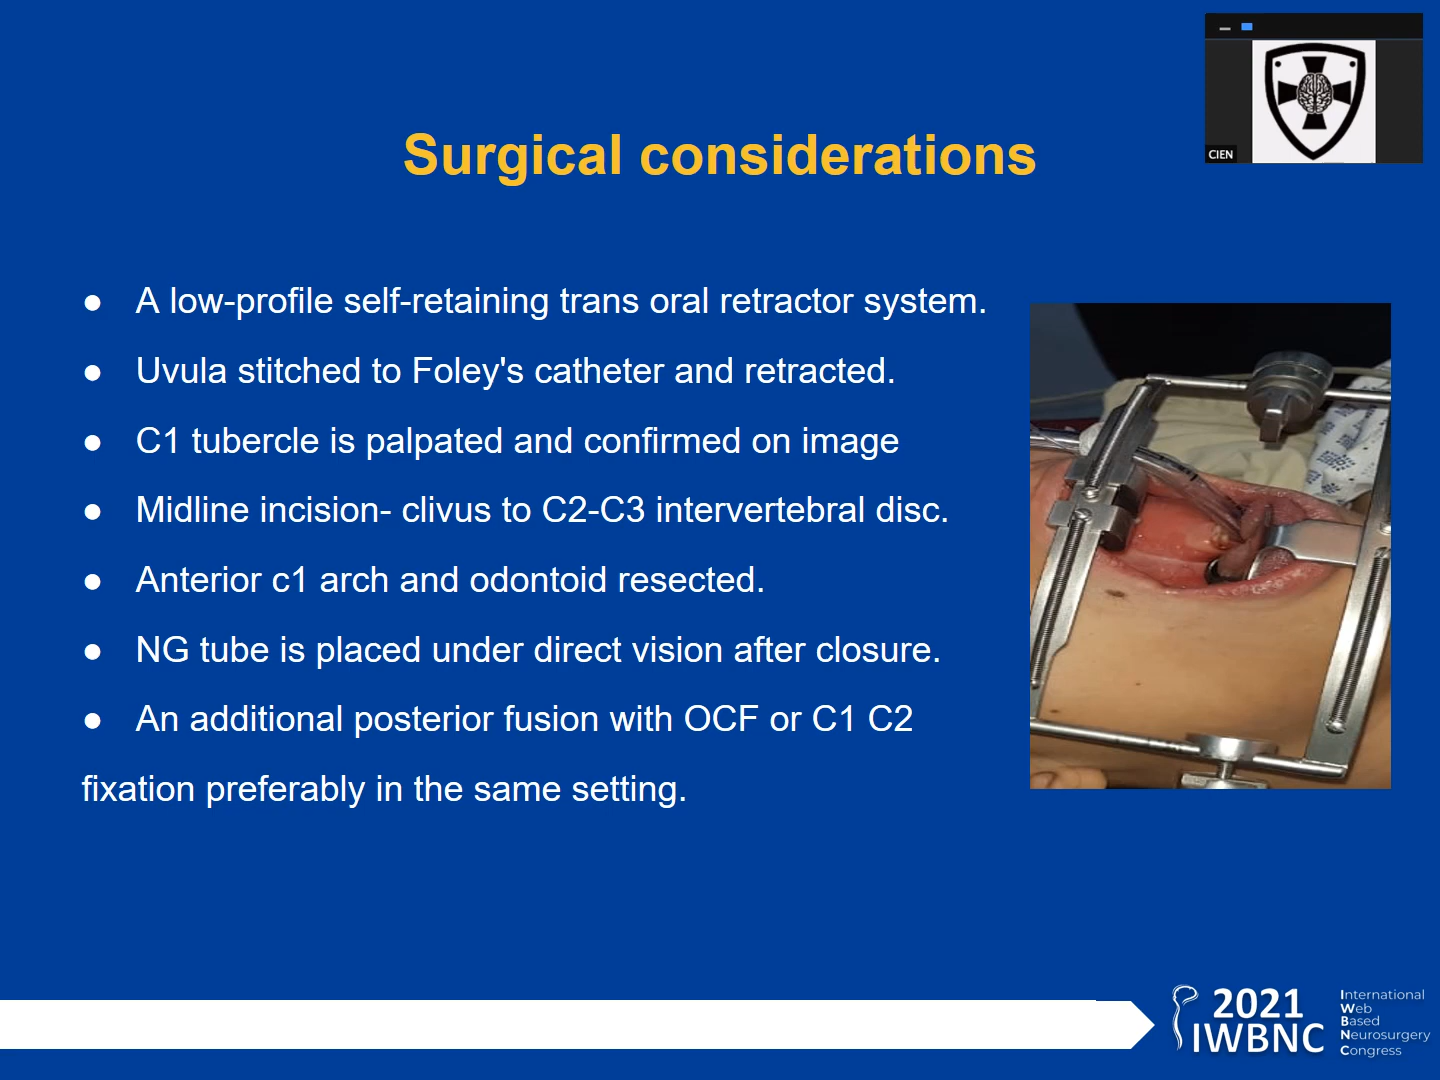 CIEN
Surgical considerations
● A low-profile self-retaining trans oral retractor system.
● Uvula stitched to Foley's catheter and retracted.
● C1 tubercle is palpated and confirmed on image
● Midline incision- clivus to C2-C3 intervertebral disc.
● Anterior c1 arch and odontoid resected.
● NG tube is placed under direct vision after closure.
● An additional posterior fusion with OCF or C1 C2
fixation preferably in the same setting.
2021
IWBNC
International
Web
Based
Neurosurgery
Congress